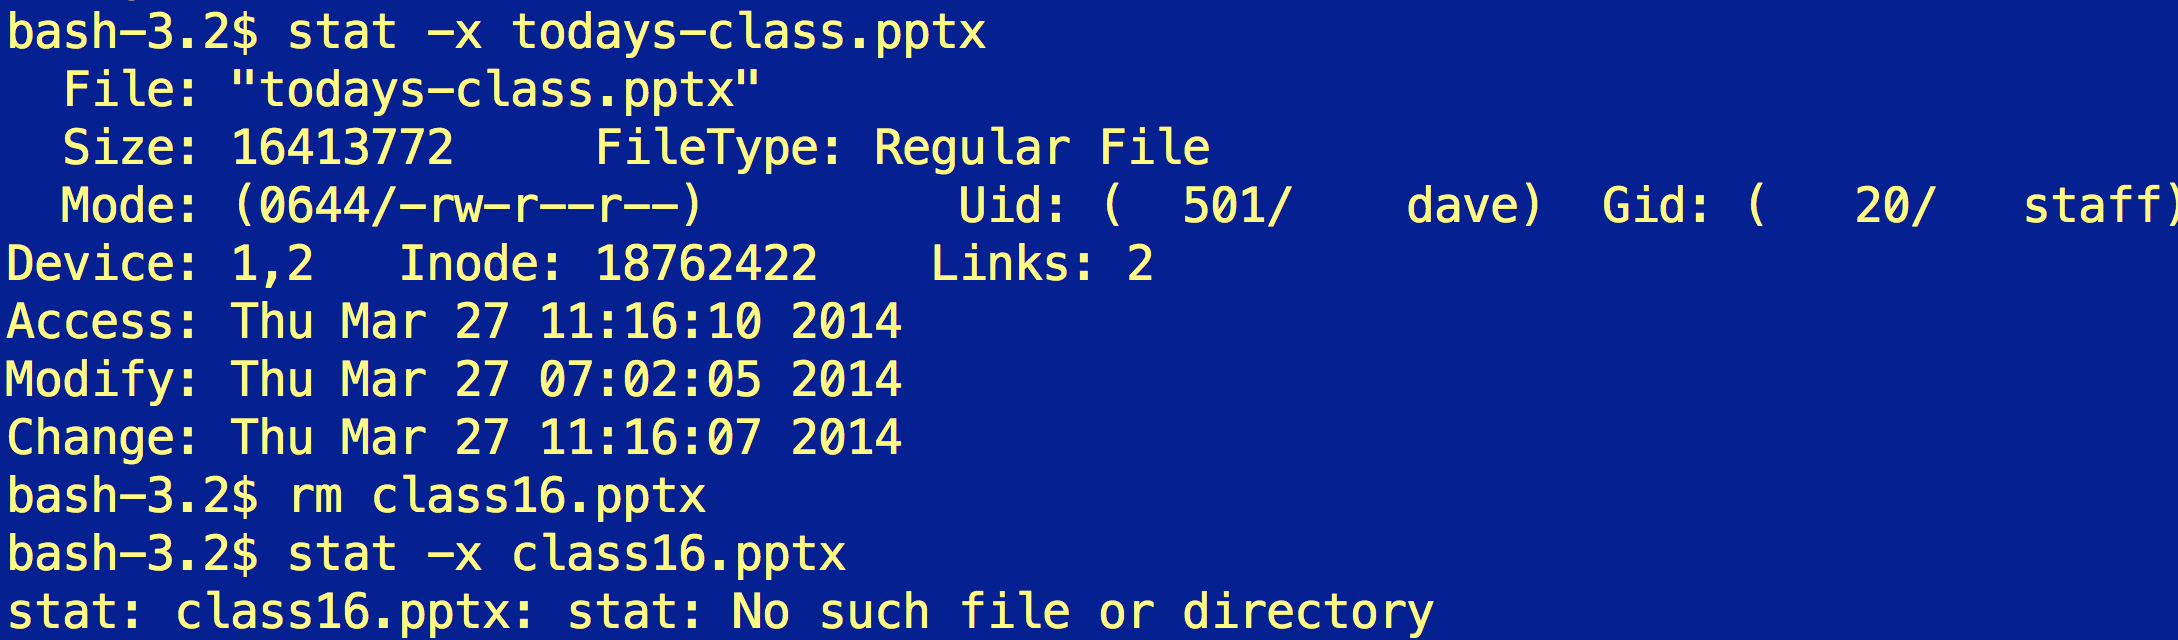 bash-3.2$ stat -x todays-class.pptx
  File: "todays-class.pptx"
  Size: 16413772     FileType: Regular File
  Mode: (0644/-rw-r--r--)         Uid: (  501/    dave)  Gid: (   20/   staff)
Device: 1,2   Inode: 18762422    Links: 2
Access: Thu Mar 27 11:16:10 2014
Modify: Thu Mar 27 07:02:05 2014
Change: Thu Mar 27 11:16:07 2014
bash-3.2$ rm class16.pptx
bash-3.2$ stat -x class16.pptx
stat: class16.pptx: stat: No such file or directory